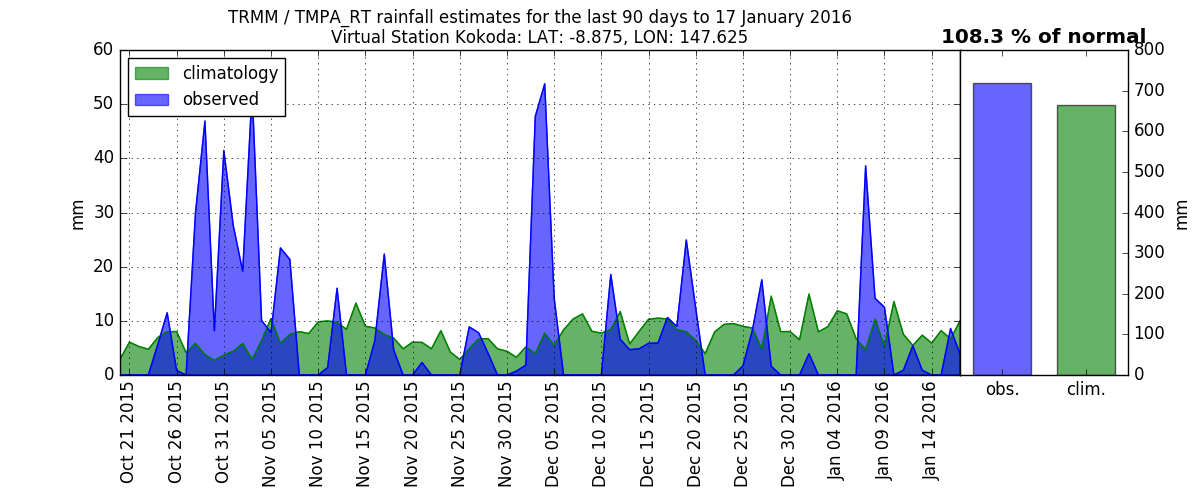 TRMM / TMPA_RT rainfall estimates for the last 90 days to 17 January 2016
Virtual Station Kokoda: LAT: -8.875, LON: 147.625
108.3 % of normal
climatology
observed
60
50
40
30
20
10
0
mm
Oct 21 2015
Oct 26 2015
Oct 31 2015
Nov 05 2015
Nov 10 2015
Nov 15 2015
Nov 20 2015
Nov 25 2015
Nov 30 2015
Dec 05 2015
Dec 10 2015
Dec 15 2015
Dec 20 2015
Dec 25 2015
Dec 30 2015
Jan 04 2016
Jan 09 2016
Jan 14 2016
800
700
600
500
400
300
200
100
0
mm
obs.
clim.